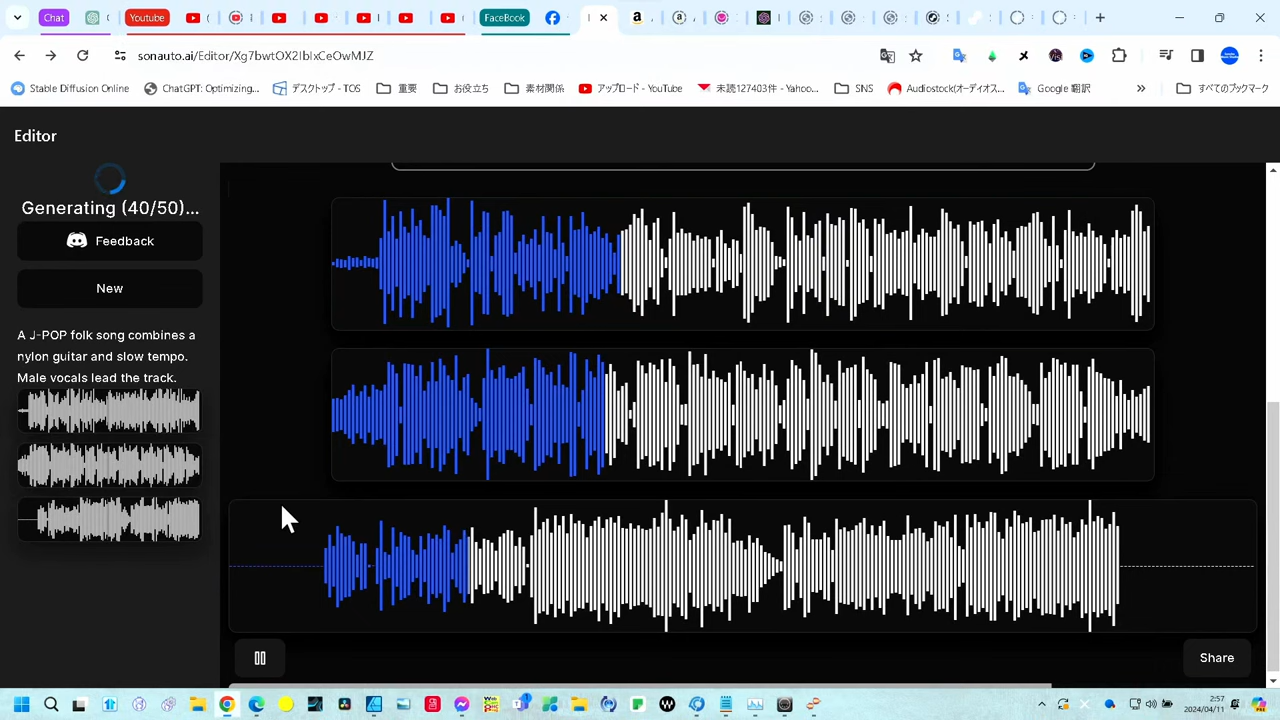 Chat
Youtube
FaceBook
sonauto.ai/Editor/Xg7bwtOX2IbIxCeOwMJZ
Stable Diffusion Online
ChatGPT: Optimizing...
デスクトップ - TOS
重要
お役立ち
素材関係
アップロード - YouTube
未読127403件 - Yahoo...
SNS
Audiostock(オーディオス...
Google 翻訳
»
すべてのブックマーク
Editor
Generating (40/50)...
Feedback
New
A J-POP folk song combines a
nylon guitar and slow tempo.
Male vocals lead the track.
Share
2:57
2024/04/11